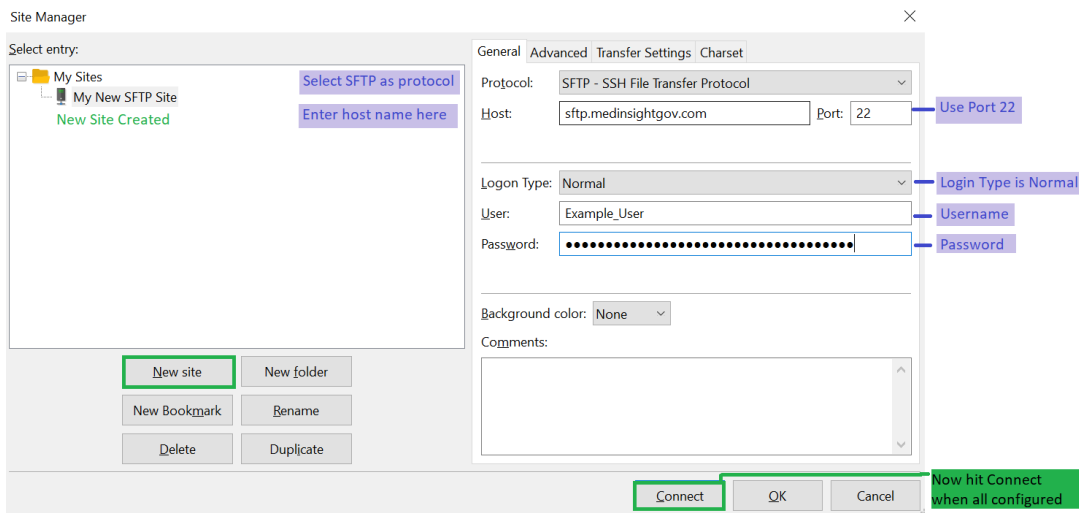 Site Manager
Select entry:
My Sites
My New SFTP Site
New Site Created
Select SFTP as protocol
Enter host name here
New site
New folder
New Bookmark
Rename
Delete
Duplicate
General
Advanced
Transfer Settings
Charset
Protocol:
SFTP - SSH File Transfer Protocol
Host:
sftp.medinsightgov.com
Port:
22
Use Port 22
Logon Type:
Normal
Login Type is Normal
User:
Example_User
Username
Password:
Password
Background color:
None
Comments:
Connect
OK
Cancel
Now hit Connect
when all configured